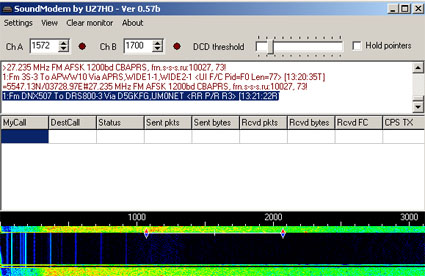 SoundModem by UZ7HO - Ver 0.57b
Settings View Clear monitor About
Ch A 1572 Ch B 1700 DCD threshold Hold pointers
>27,235 MHz FM AFSK 1200bd CBAPRS, fm.s-s-s.ru:10027, 73!
1:Fm 3S-3 To APWW10 Via APRS,WIDE1-1,WIDE2-1 <UI F/C Pid=F0 Len=77> [13:20:35T]
=5547.13N/03728.97E#27,235 MHz FM AFSK 1200bd CBAPRS, fm.s-s-s.ru:10027, 73!
1:Fm DNX507 To DRS800-3 Via D5GKFG,UM0NET <RR P/R R3> [13:21:22R]
MyCall DestCall Status Sent pkts Sent bytes Rcvd pkts Rcvd bytes Rcvd FC CPS TX
1000 2000 3000